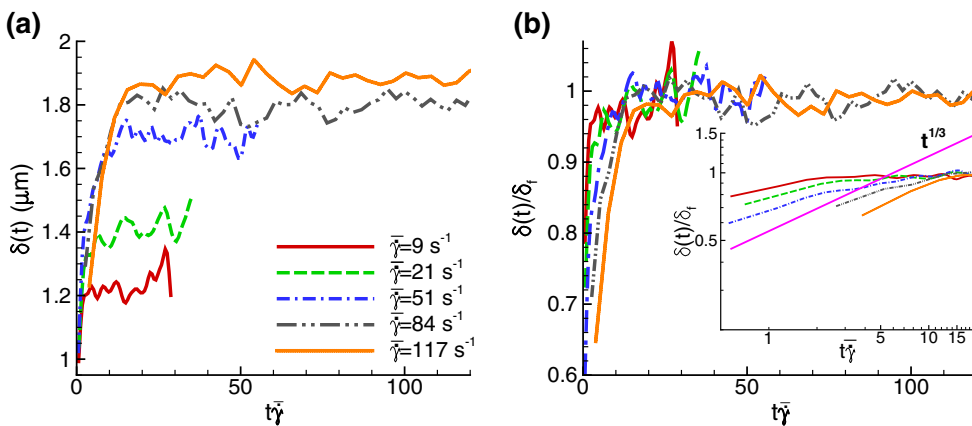 (a)
2
1.8
1.6
1.4
1.2
1
δ(t) (μm)
γ̄̇=9 s⁻¹
γ̄̇=21 s⁻¹
γ̄̇=51 s⁻¹
γ̄̇=84 s⁻¹
γ̄̇=117 s⁻¹
0 50 100
tγ̄̇
(b)
1
0.9
0.8
0.7
0.6
δ(t)/δf
0 50 100
tγ̄̇
t^1/3
1.5
1
0.5
δ(t)/δf
1 5 10 15
tγ̄̇